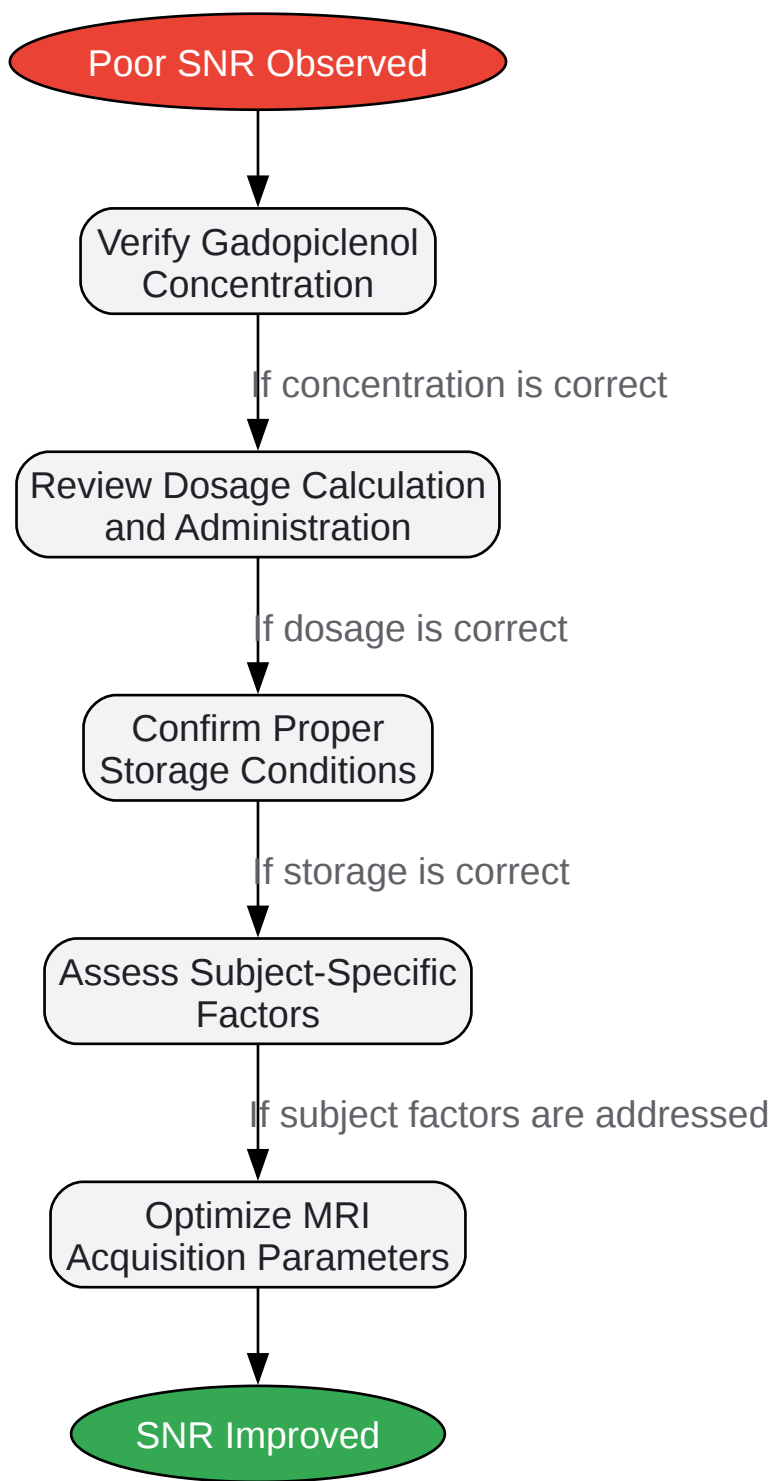 Poor SNR Observed
Verify Gadopiclenol
Concentration
If concentration is correct
Review Dosage Calculation
and Administration
If dosage is correct
Confirm Proper
Storage Conditions
If storage is correct
Assess Subject-Specific
Factors
If subject factors are addressed
Optimize MRI
Acquisition Parameters
SNR Improved